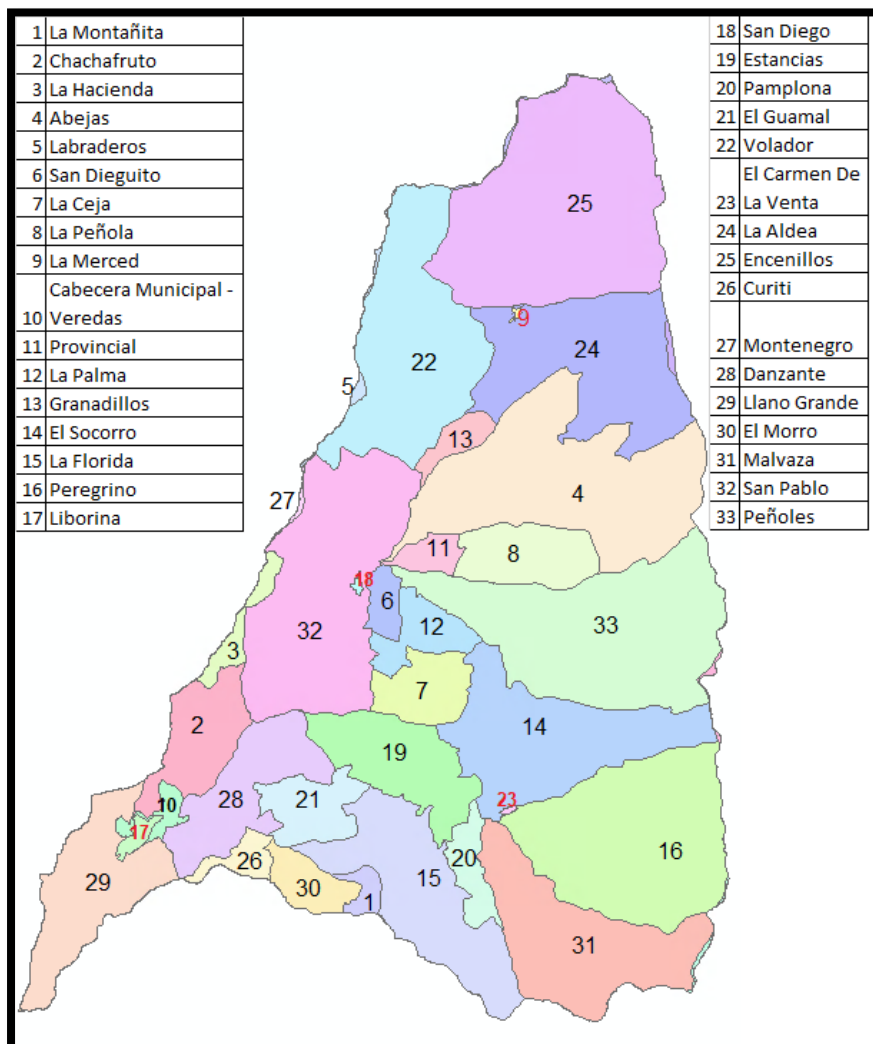 1 La Montañita
2 Chachafruto
3 La Hacienda
4 Abejas
5 Labraderos
6 San Dieguito
7 La Ceja
8 La Peñola
9 La Merced
Cabecera Municipal -
10 Veredas
11 Provincial
12 La Palma
13 Granadillos
14 El Socorro
15 La Florida
16 Peregrino
17 Liborina
18 San Diego
19 Estancias
20 Pamplona
21 El Guamal
22 Volador
El Carmen De
23 La Venta
24 La Aldea
25 Encenillos
26 Curiti
27 Montenegro
28 Danzante
29 Llano Grande
30 El Morro
31 Malvaza
32 San Pablo
33 Peñoles
25
9
24
22
5
13
4
27
11
8
18
6
12
33
32
3
7
2
14
19
28
21
23
10
17
16
20
26
29
30
15
1
31